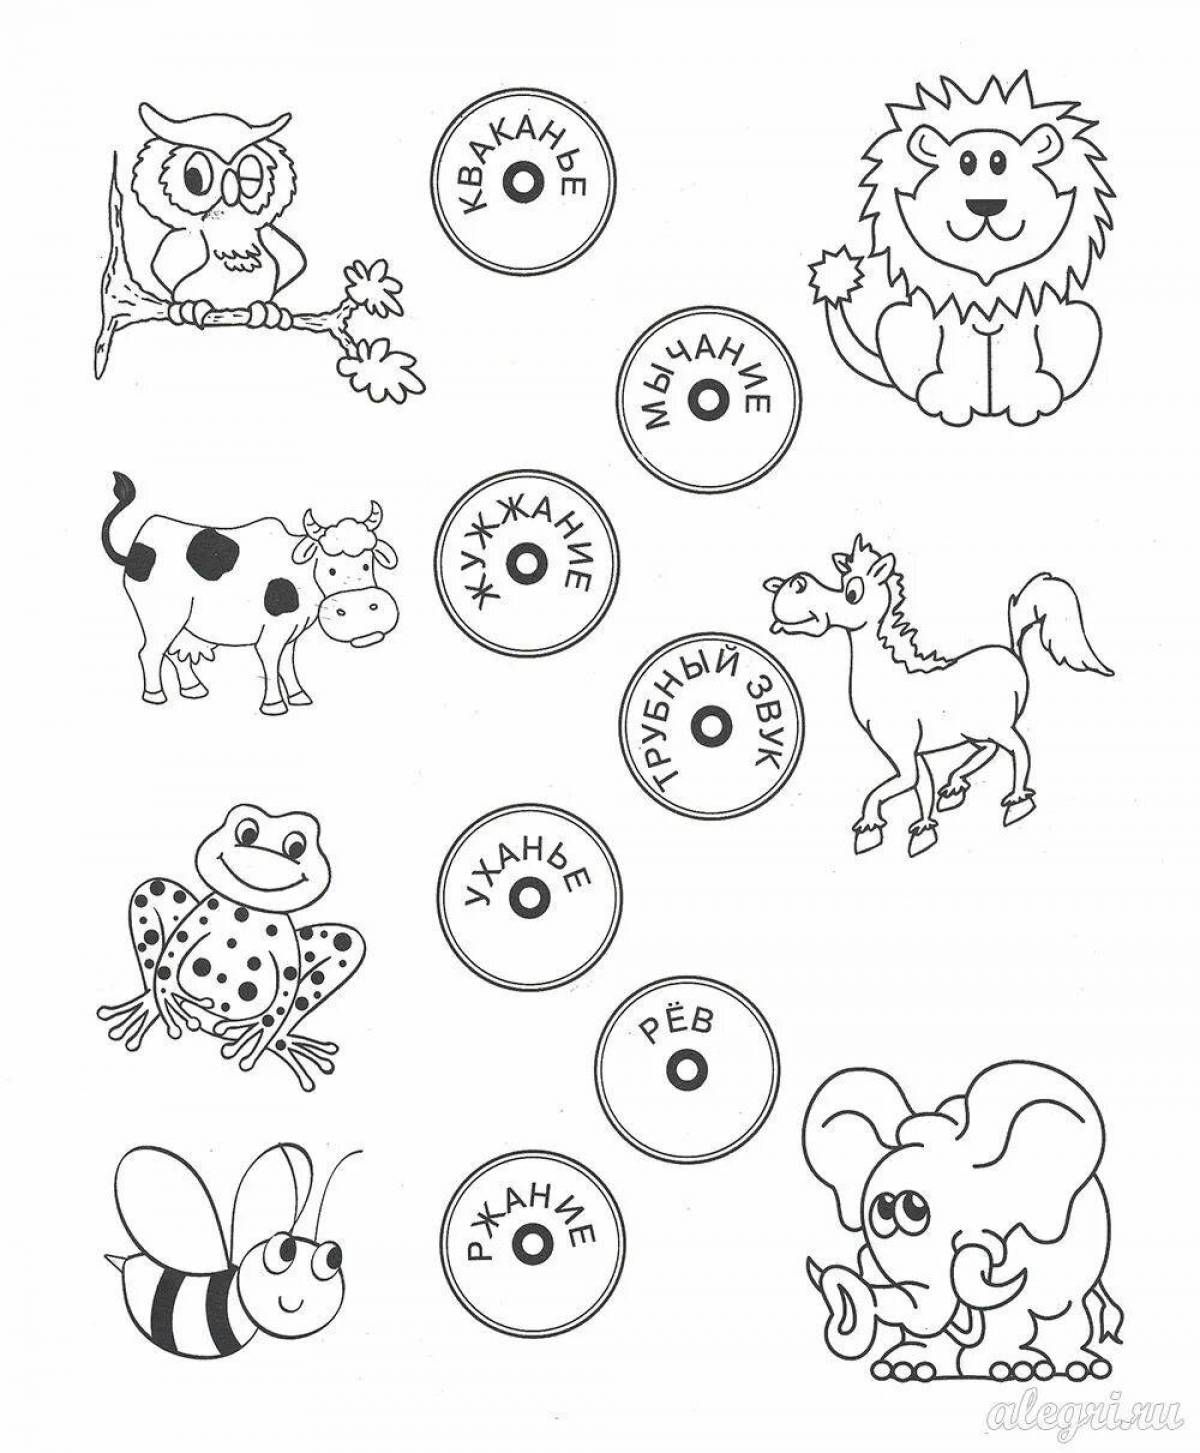 КВАКАНЬЕ
МЫЧАНИЕ
ЖУЖЖАНИЕ
ТРУБНЫЙ ЗВУК
УХАНЬЕ
РЁВ
РЖАНИЕ
alegri.ru